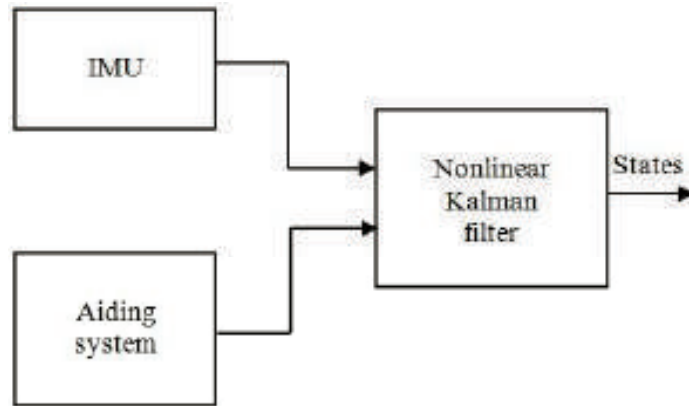 IMU
Nonlinear
Kalman
filter
States
Aiding
system